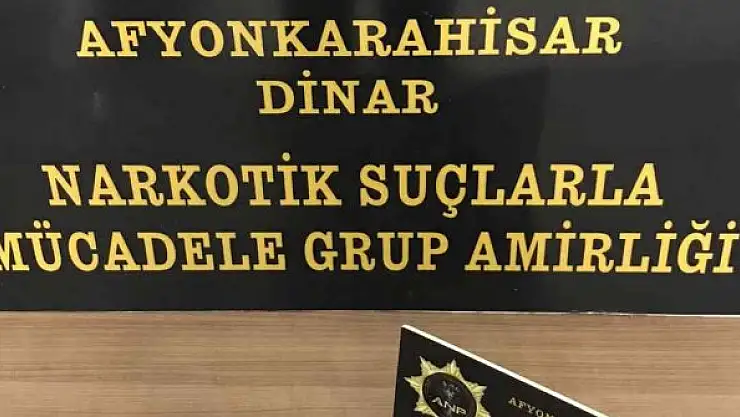 AFYONKARAHİSAR
DİNAR
NARKOTİK SUÇLARLA
MÜCADELE GRUP AMİRLİĞİ
ANP